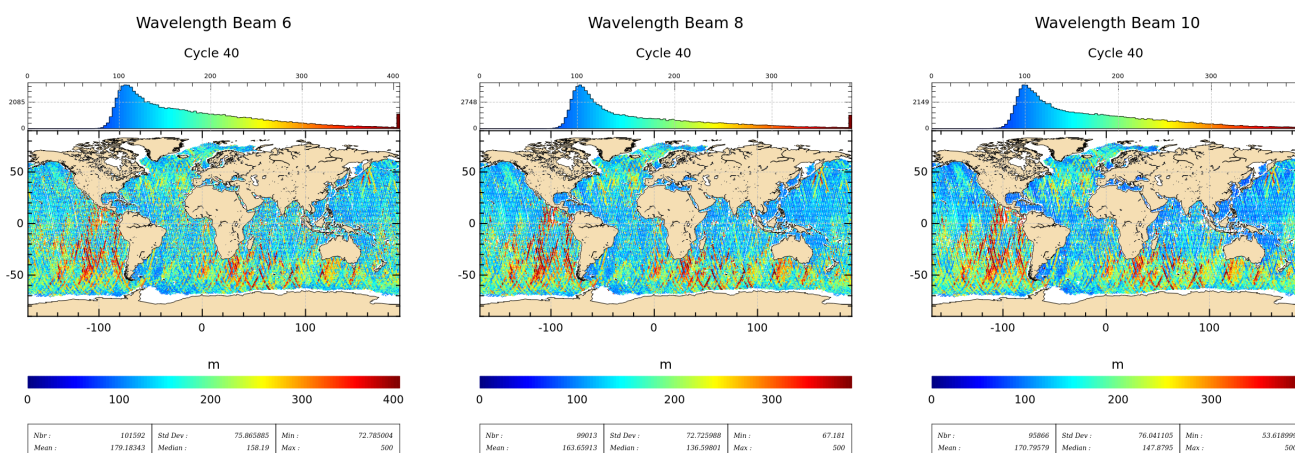 Wavelength Beam 6
Cycle 40
0 100 200 300 400
2085
0
50
0
-50
-100 0 100
m
0 100 200 300 400
Nbr : 101592 Std Dev : 75.865885 Min : 72.785004
Mean : 179.18343 Median : 158.19 Max : 500
Wavelength Beam 8
Cycle 40
0 100 200 300
2748
0
50
0
-50
-100 0 100
m
0 100 200 300
Nbr : 99013 Std Dev : 72.725988 Min : 67.181
Mean : 163.65913 Median : 136.59801 Max : 500
Wavelength Beam 10
Cycle 40
0 100 200 300
2149
0
50
0
-50
-100 0 100
m
0 100 200 300
Nbr : 95866 Std Dev : 76.041105 Min : 53.618999
Mean : 170.79579 Median : 147.8795 Max : 500